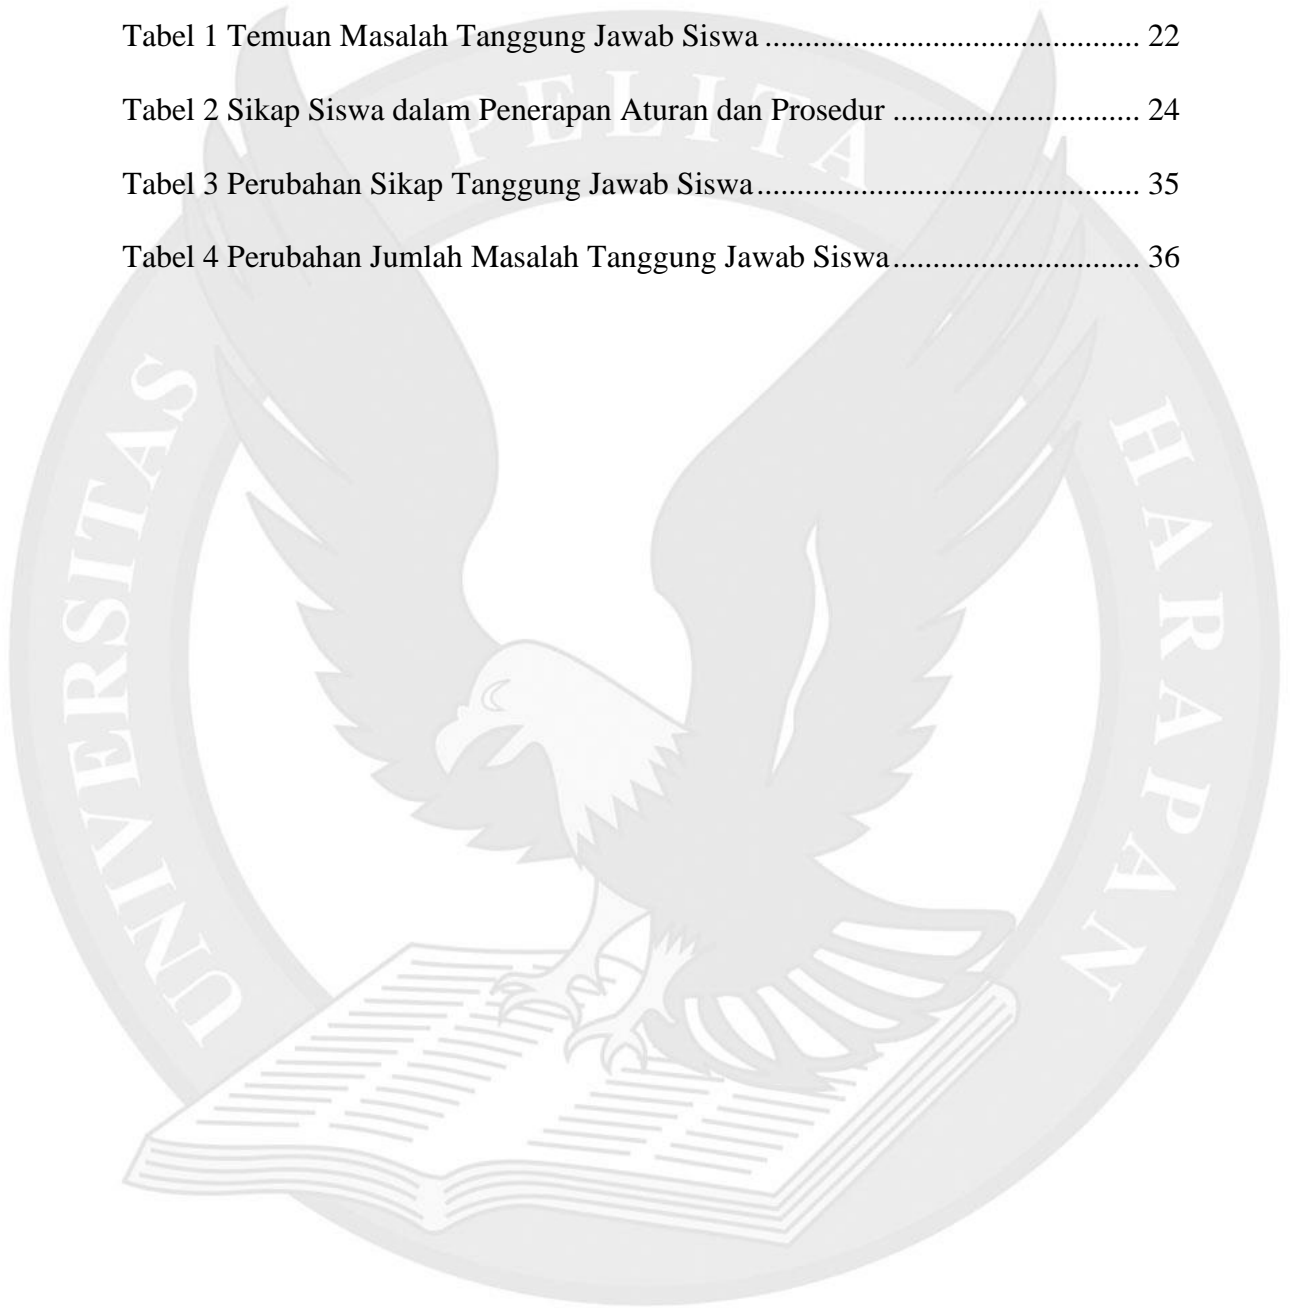 Tabel 1 Temuan Masalah Tanggung Jawab Siswa ............................................... 22
Tabel 2 Sikap Siswa dalam Penerapan Aturan dan Prosedur ............................... 24
Tabel 3 Perubahan Sikap Tanggung Jawab Siswa ................................................ 35
Tabel 4 Perubahan Jumlah Masalah Tanggung Jawab Siswa ............................... 36
UNIVERSITAS PELITA HARAPAN